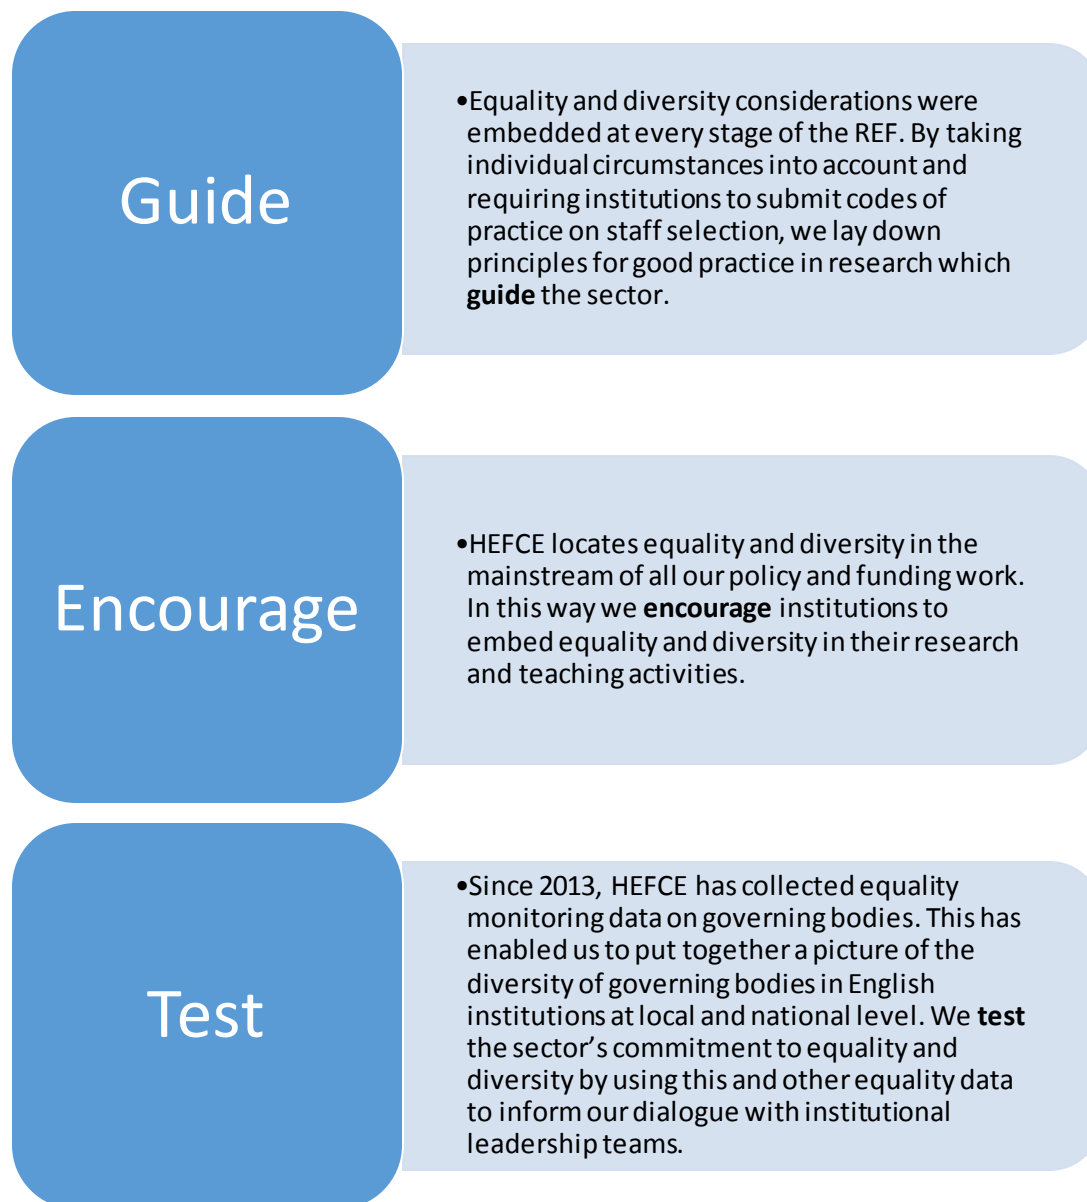 Guide
•Equality and diversity considerations were
embedded at every stage of the REF. By taking
individual circumstances into account and
requiring institutions to submit codes of
practice on staff selection, we lay down
principles for good practice in research which
guide the sector.
Encourage
•HEFCE locates equality and diversity in the
mainstream of all our policy and funding work.
In this way we encourage institutions to
embed equality and diversity in their research
and teaching activities.
Test
•Since 2013, HEFCE has collected equality
monitoring data on governing bodies. This has
enabled us to put together a picture of the
diversity of governing bodies in English
institutions at local and national level. We test
the sector’s commitment to equality and
diversity by using this and other equality data
to inform our dialogue with institutional
leadership teams.